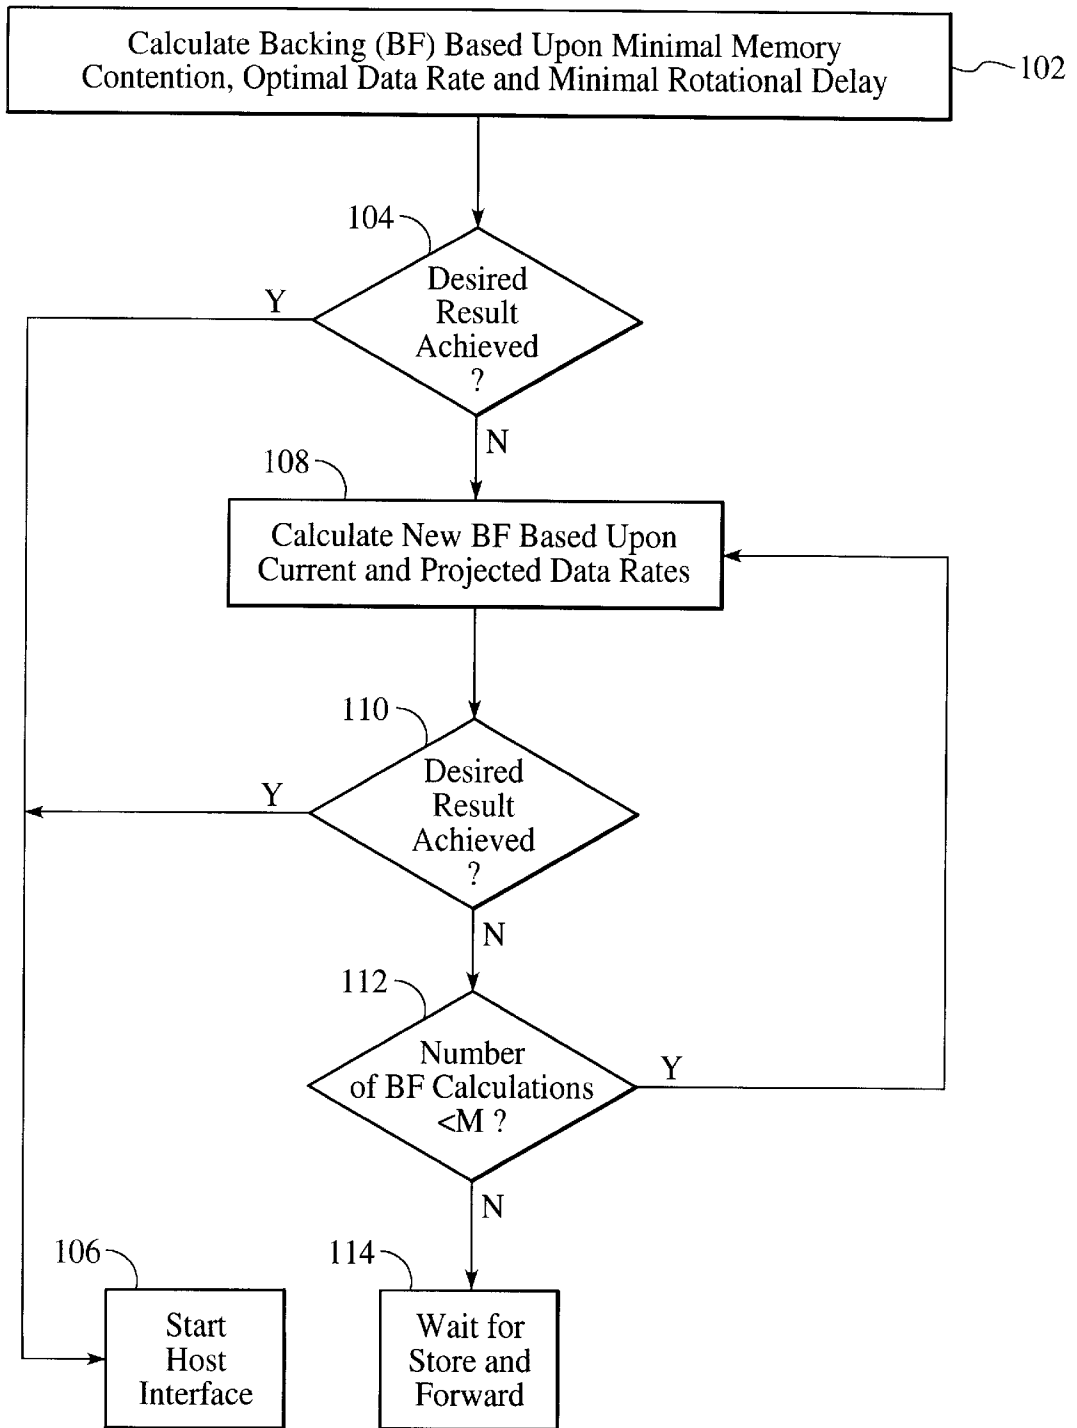 Calculate Backing (BF) Based Upon Minimal Memory
Contention, Optimal Data Rate and Minimal Rotational Delay
102
104
Desired
Result
Achieved
?
Y
N
108
Calculate New BF Based Upon
Current and Projected Data Rates
110
Desired
Result
Achieved
?
Y
N
112
Number
of BF Calculations
<M ?
Y
N
106
Start
Host
Interface
114
Wait for
Store and
Forward